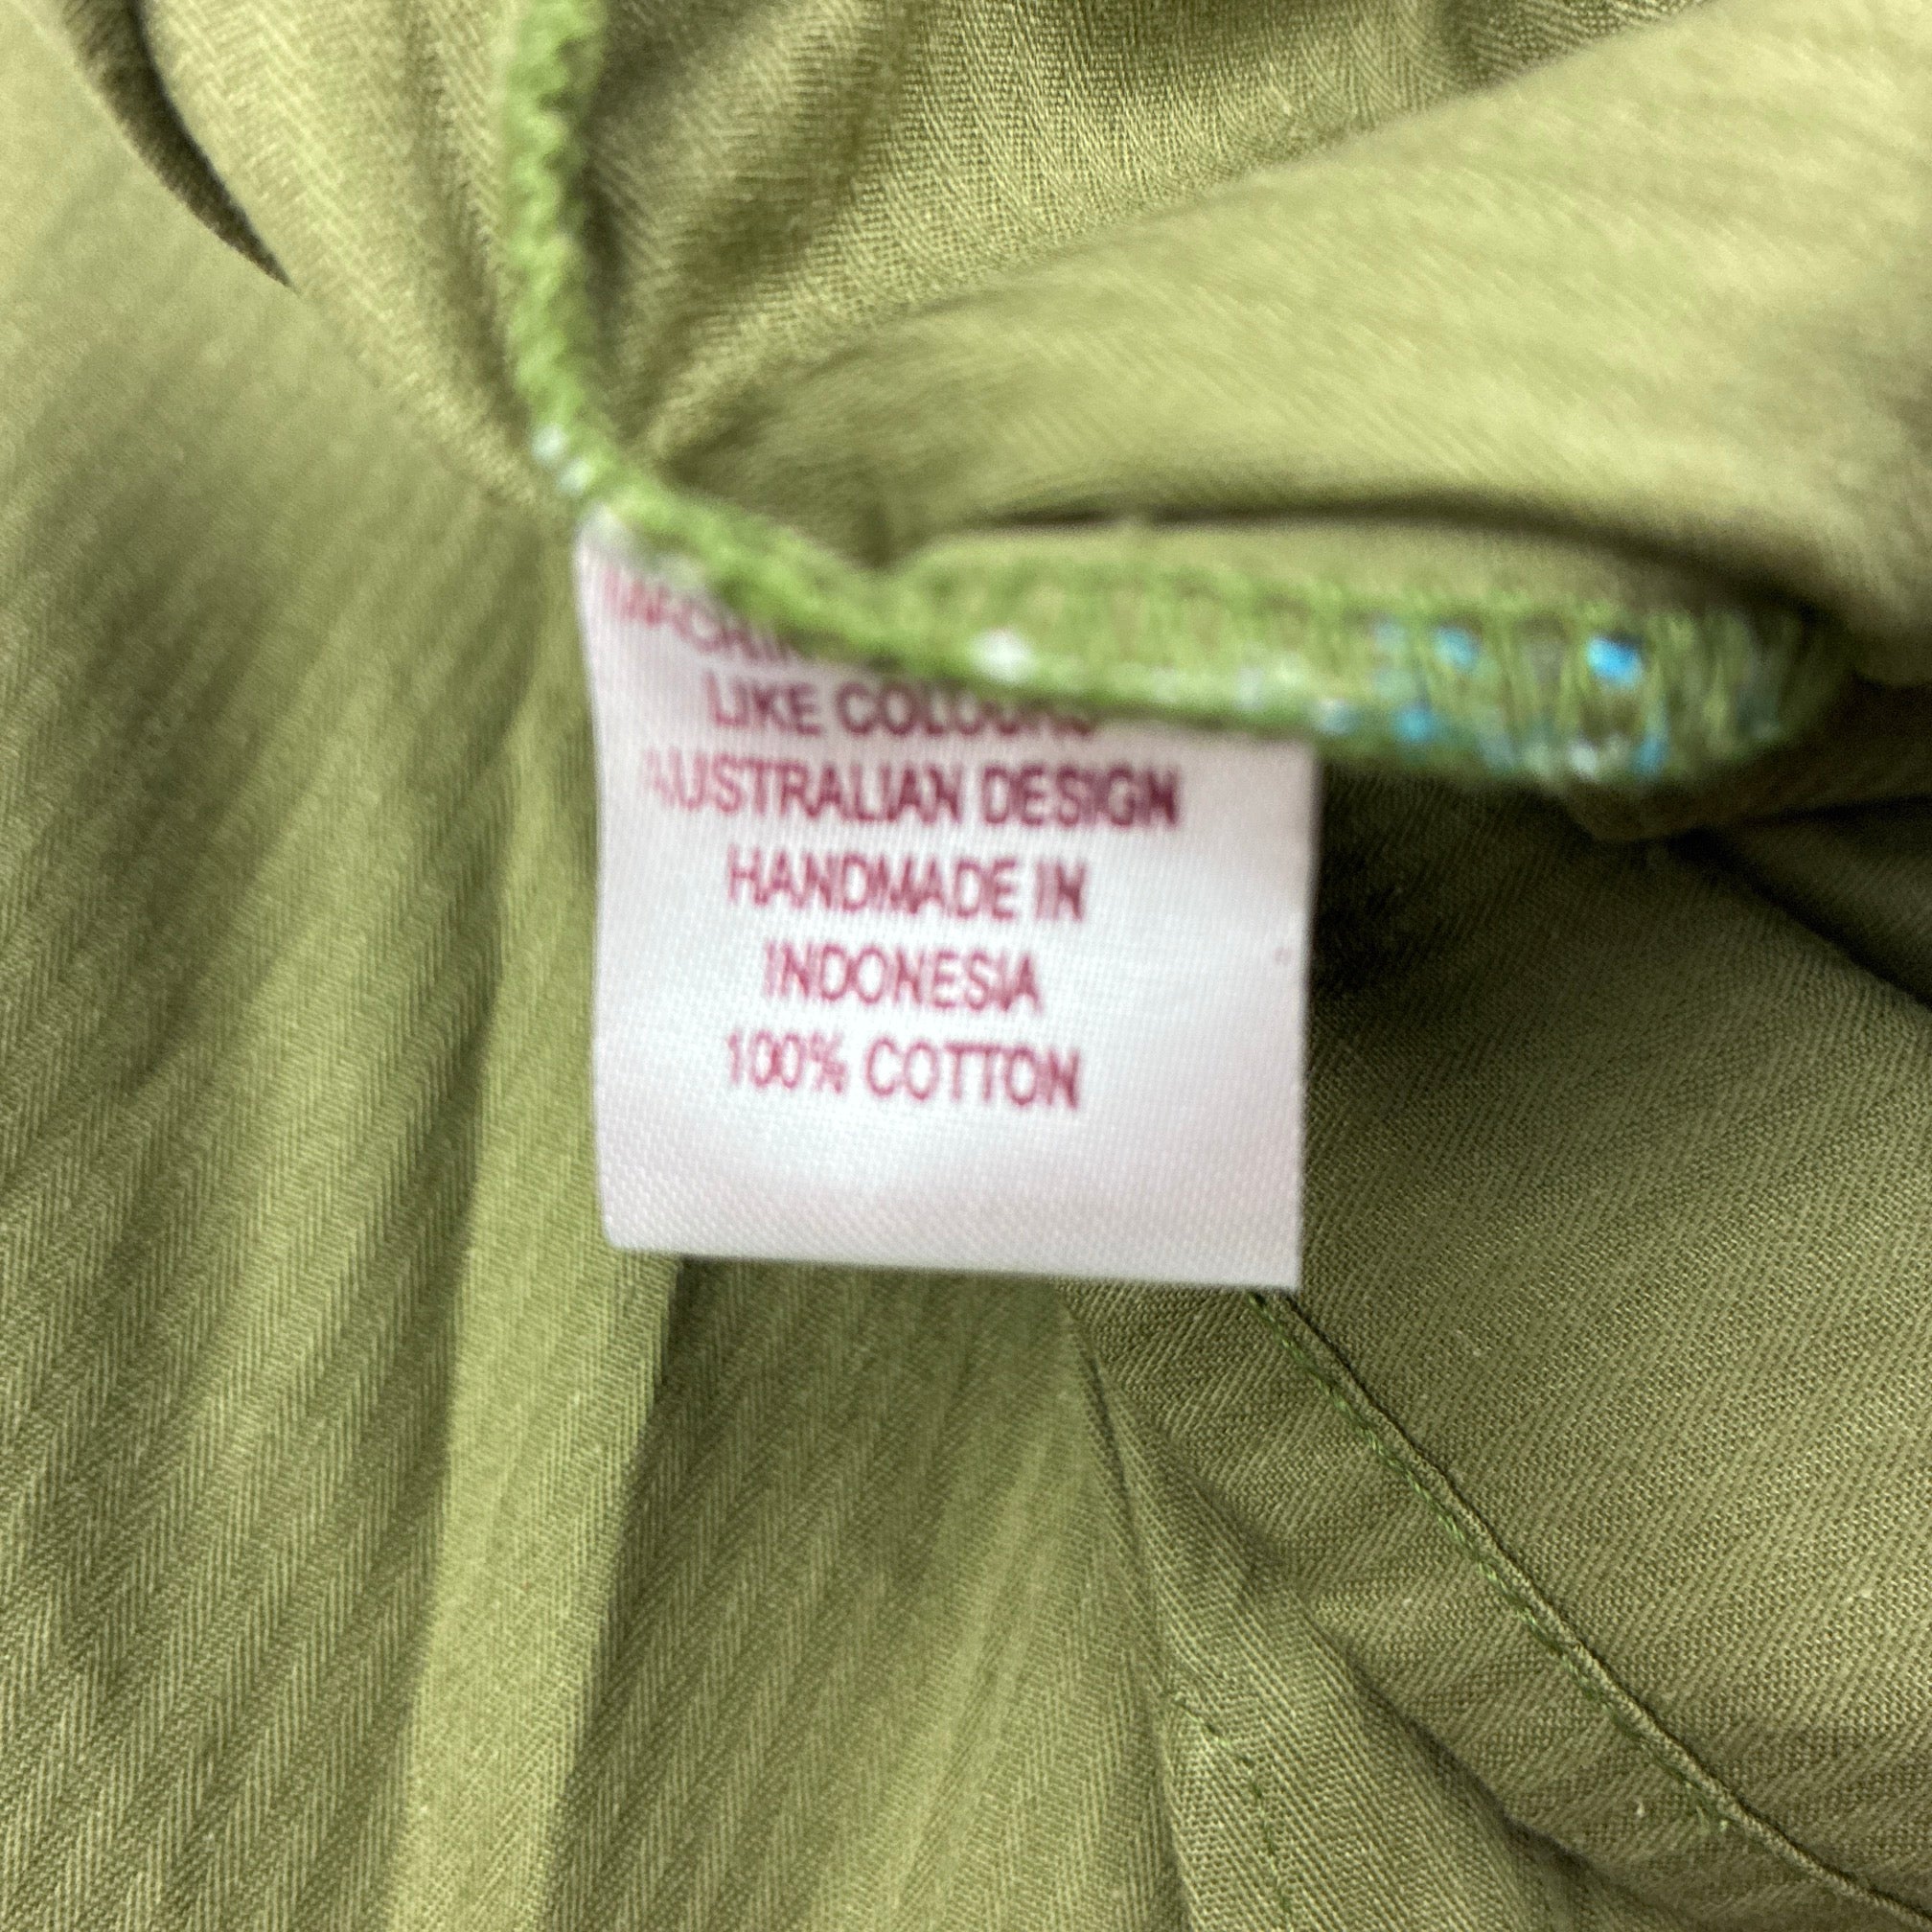 LIKE COLOURS
AUSTRALIAN DESIGN
HANDMADE IN
INDONESIA
100% COTTON